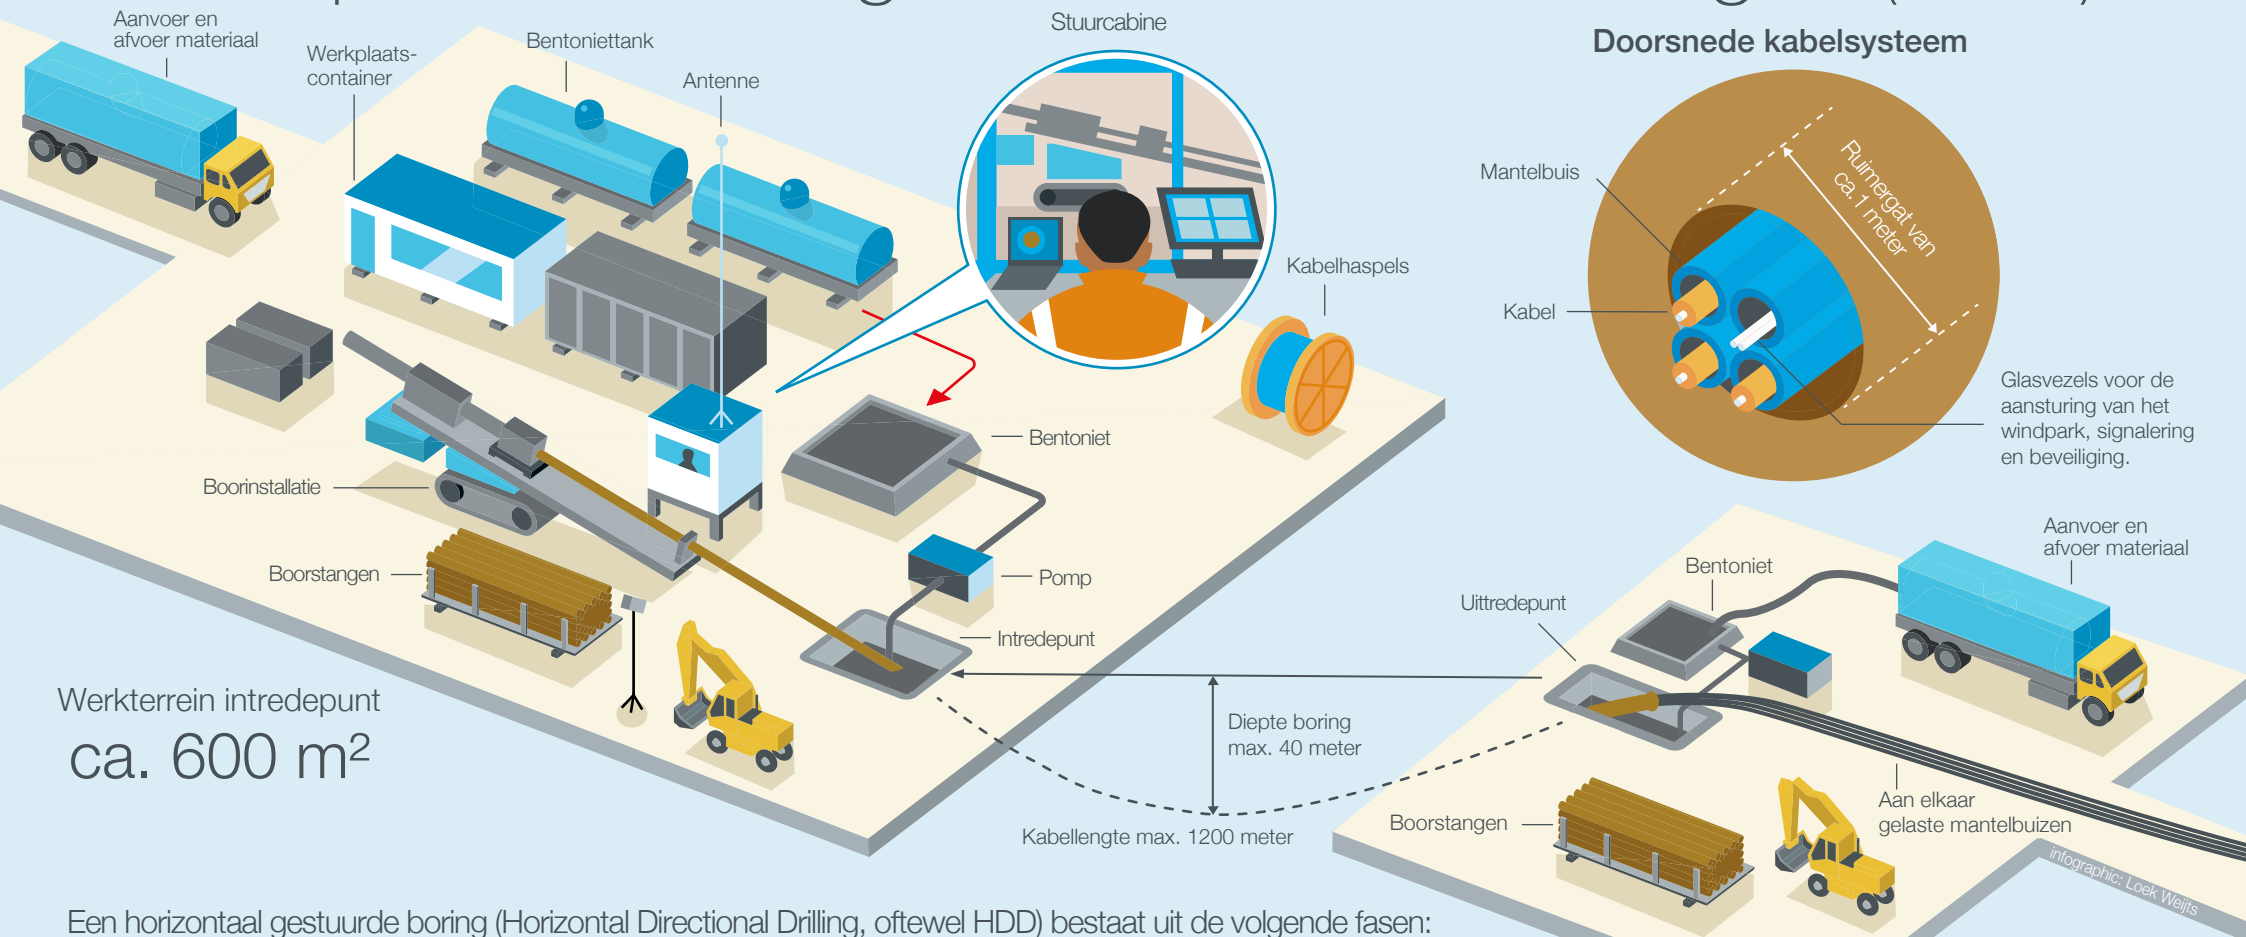 Aanvoer en
afvoer materiaal
Werkplaats-
container
Bentoniettank
Antenne
Stuurcabine
Kabelhaspels
Boorinstallatie
Boorstangen
Bentoniet
Pomp
Intredepunt
Werkterrein intredepunt
ca. 600 m²
Diepte boring
max. 40 meter
Kabellengte max. 1200 meter
Doorsnede kabelsysteem
Mantelbuis
Kabel
Ruimergat van
ca. 1 meter
Glasvezels voor de
aansturing van het
windpark, signalering
en beveiliging.
Aanvoer en
afvoer materiaal
Bentoniet
Uittredepunt
Boorstangen
Aan elkaar
gelaste mantelbuizen
infographic: Loek Weijts
Een horizontaal gestuurde boring (Horizontal Directional Drilling, oftewel HDD) bestaat uit de volgende fasen: